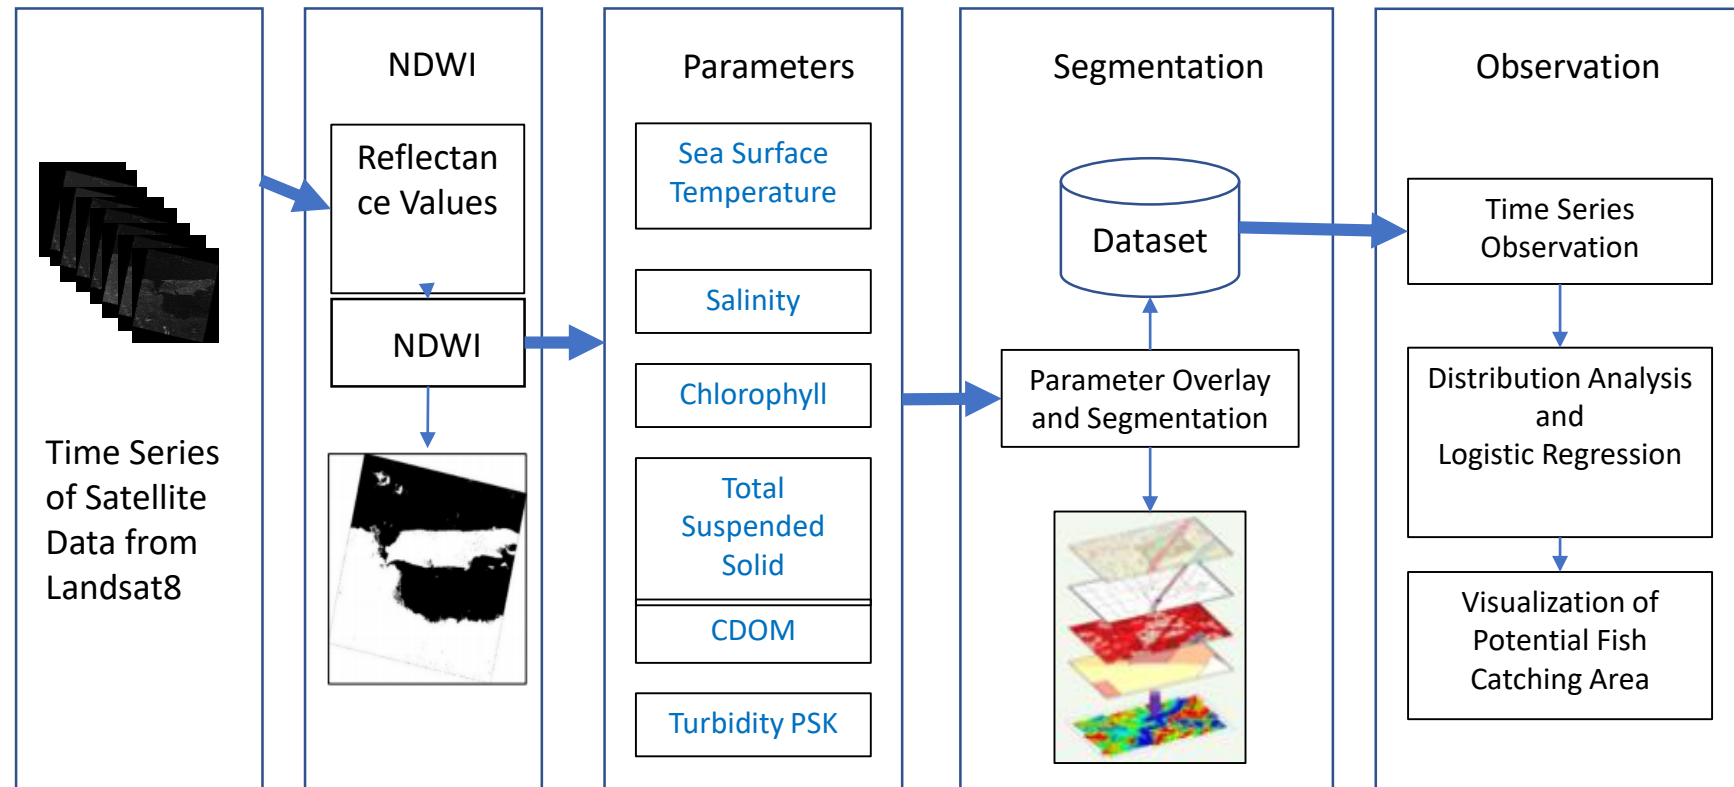 Time Series
of Satellite
Data from
Landsat8
NDWI
Reflectan
ce Values
NDWI
Parameters
Sea Surface
Temperature
Salinity
Chlorophyll
Total
Suspended
Solid
CDOM
Turbidity PSK
Segmentation
Dataset
Parameter Overlay
and Segmentation
Observation
Time Series
Observation
Distribution Analysis
and
Logistic Regression
Visualization of
Potential Fish
Catching Area